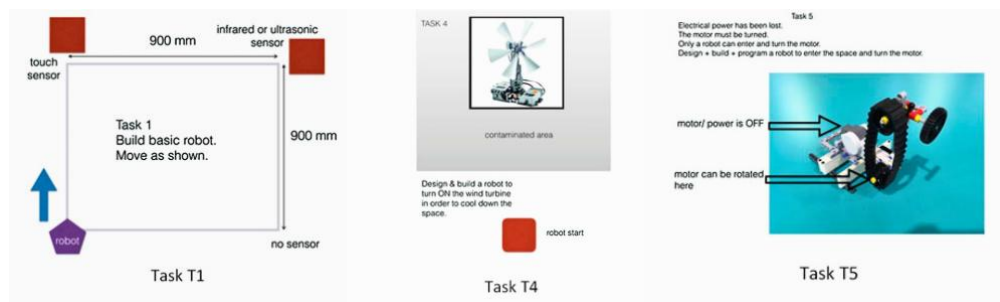 900 mm
infrared or ultrasonic
sensor
touch
sensor
Task 1
Build basic robot.
Move as shown.
900 mm
robot
no sensor
Task T1
TASK 4
contaminated area
Design & build a robot to
turn ON the wind turbine
in order to cool down the
space.
robot start
Task T4
Task 5
Electrical power has been lost.
The motor must be turned.
Only a robot can enter and turn the motor.
Design + build + program a robot to enter the space and turn the motor.
motor/ power is OFF
motor can be rotated
here
Task T5